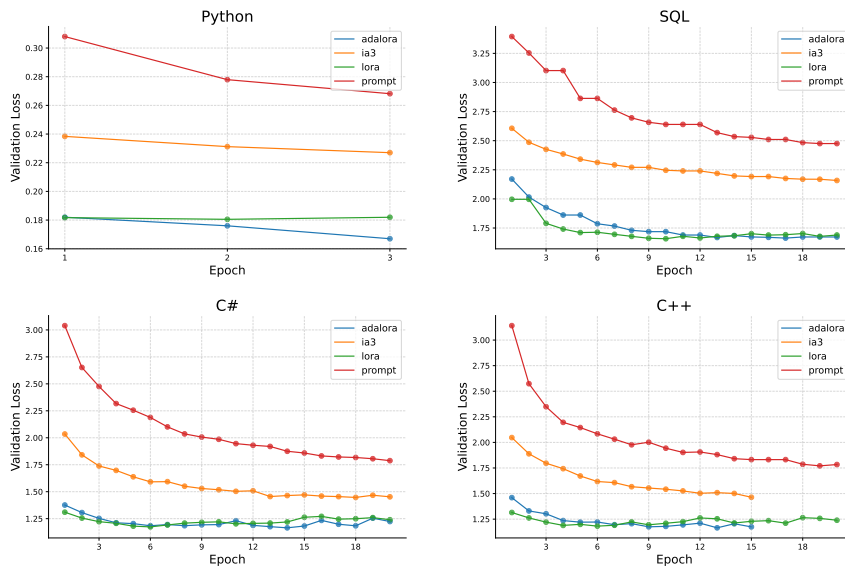 Python
0.30
0.28
0.26
0.24
0.22
0.20
0.18
0.16
Validation Loss
1
2
3
Epoch
adalora
ia3
lora
prompt
SQL
3.25
3.00
2.75
2.50
2.25
2.00
1.75
Validation Loss
3
6
9
12
15
18
Epoch
adalora
ia3
lora
prompt
C#
3.00
2.75
2.50
2.25
2.00
1.75
1.50
1.25
Validation Loss
6
9
12
15
18
Epoch
adalora
ia3
lora
prompt
C++
3.00
2.75
2.50
2.25
2.00
1.75
1.50
1.25
Validation Loss
6
9
12
15
18
Epoch
adalora
ia3
lora
prompt